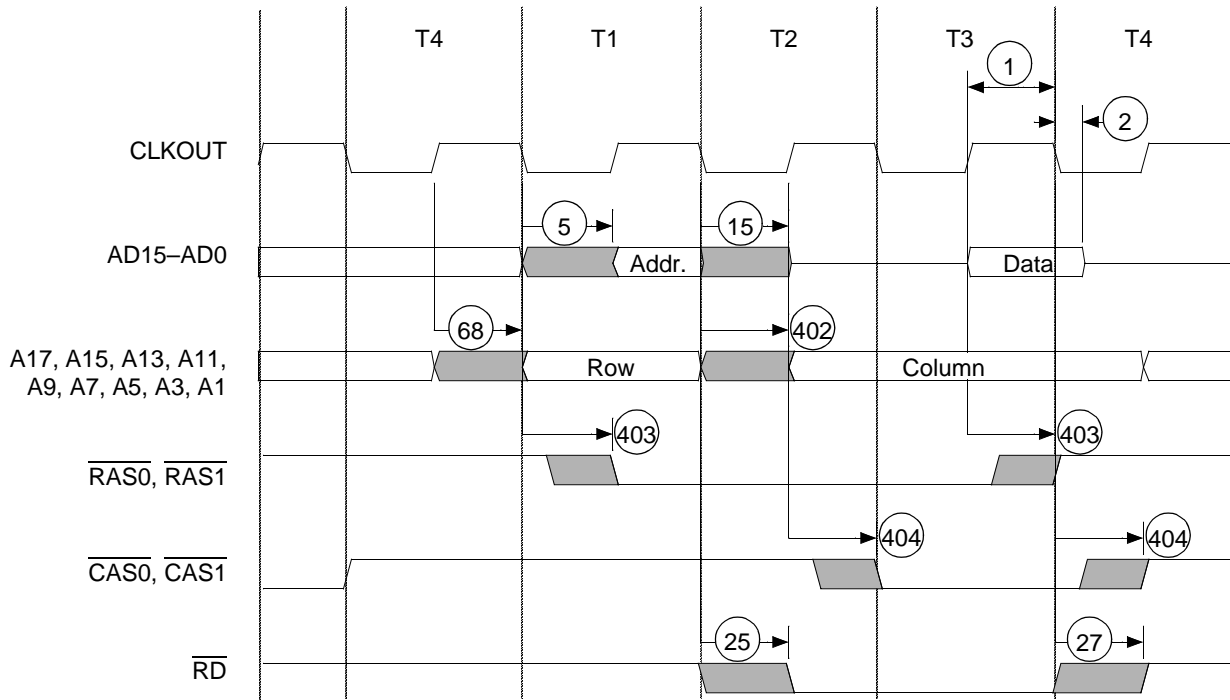 T4 T1 T2 T3 T4
1
2
CLKOUT
5 15
AD15–AD0 Addr. Data
68 402
A17, A15, A13, A11,
A9, A7, A5, A3, A1
Row Column
403 403
RAS0, RAS1
404 404
CAS0, CAS1
25 27
RD